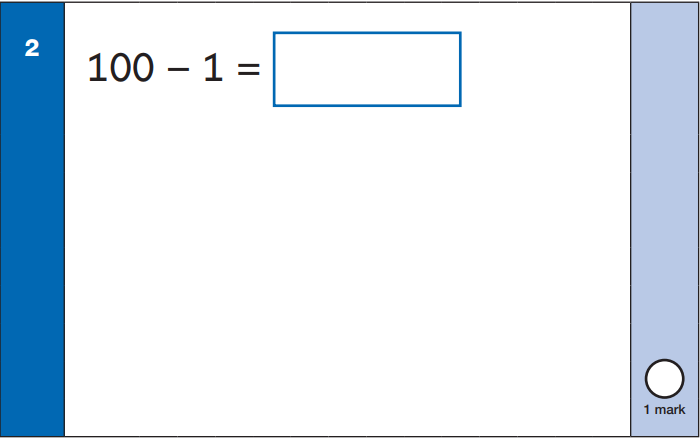 2
100 – 1 =
1 mark